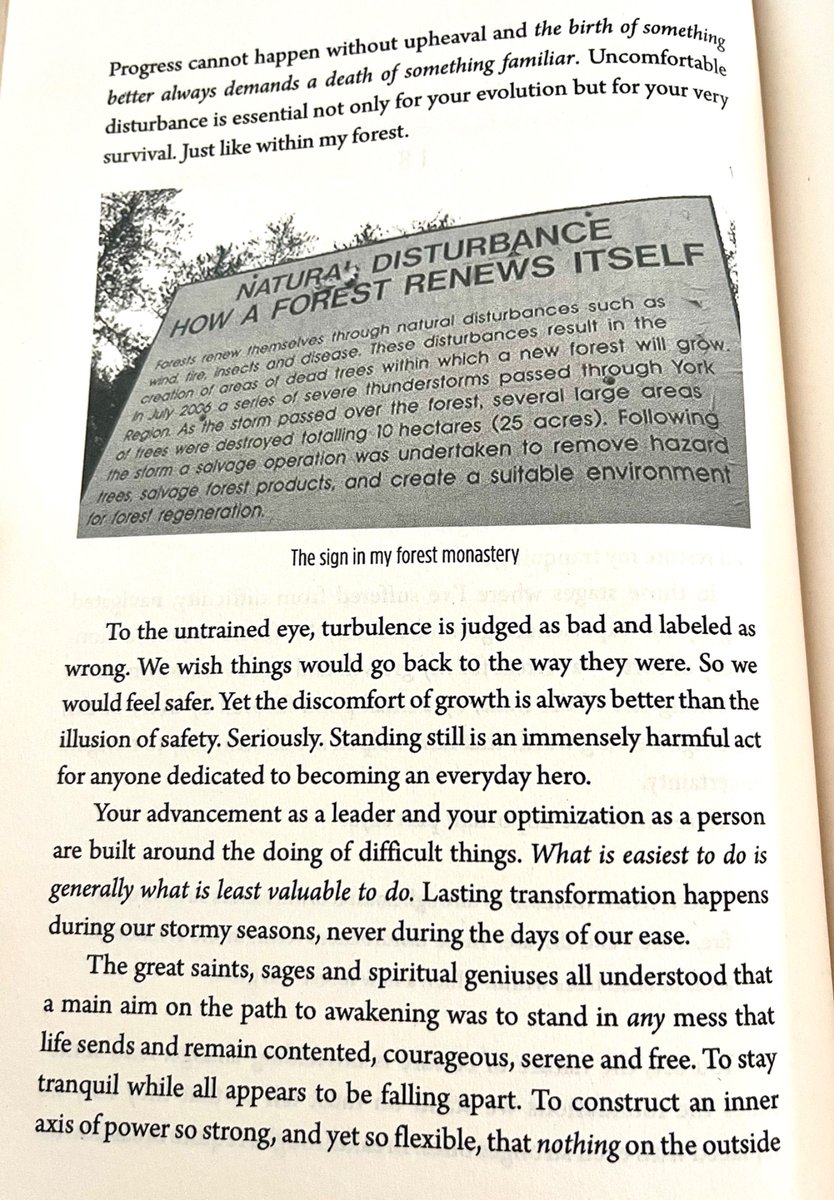 Progress cannot happen without upheaval and the birth of something
better always demands a death of something familiar. Uncomfortable
disturbance is essential not only for your evolution but for your very
survival. Just like within my forest.
NATURAL DISTURBANCE
HOW A FOREST RENEWS ITSELF
Forests renew themselves through natural disturbances such as
wind, fire, insects and disease. These disturbances result in the
creation of areas of dead trees within which a new forest will grow.
In July 2006 a series of severe thunderstorms passed through York
Region. As the storm passed over the forest, several large areas
of trees were destroyed totalling 10 hectares (25 acres). Following
the storm a salvage operation was undertaken to remove hazard
trees, salvage forest products, and create a suitable environment
for forest regeneration.
The sign in my forest monastery
To the untrained eye, turbulence is judged as bad and labeled as
wrong. We wish things would go back to the way they were. So we
would feel safer. Yet the discomfort of growth is always better than the
illusion of safety. Seriously. Standing still is an immensely harmful act
for anyone dedicated to becoming an everyday hero.
Your advancement as a leader and your optimization as a person
are built around the doing of difficult things. What is easiest to do is
generally what is least valuable to do. Lasting transformation happens
during our stormy seasons, never during the days of our ease.
The great saints, sages and spiritual geniuses all understood that
a main aim on the path to awakening was to stand in any mess that
life sends and remain contented, courageous, serene and free. To stay
tranquil while all appears to be falling apart. To construct an inner
axis of power so strong, and yet so flexible, that nothing on the outside